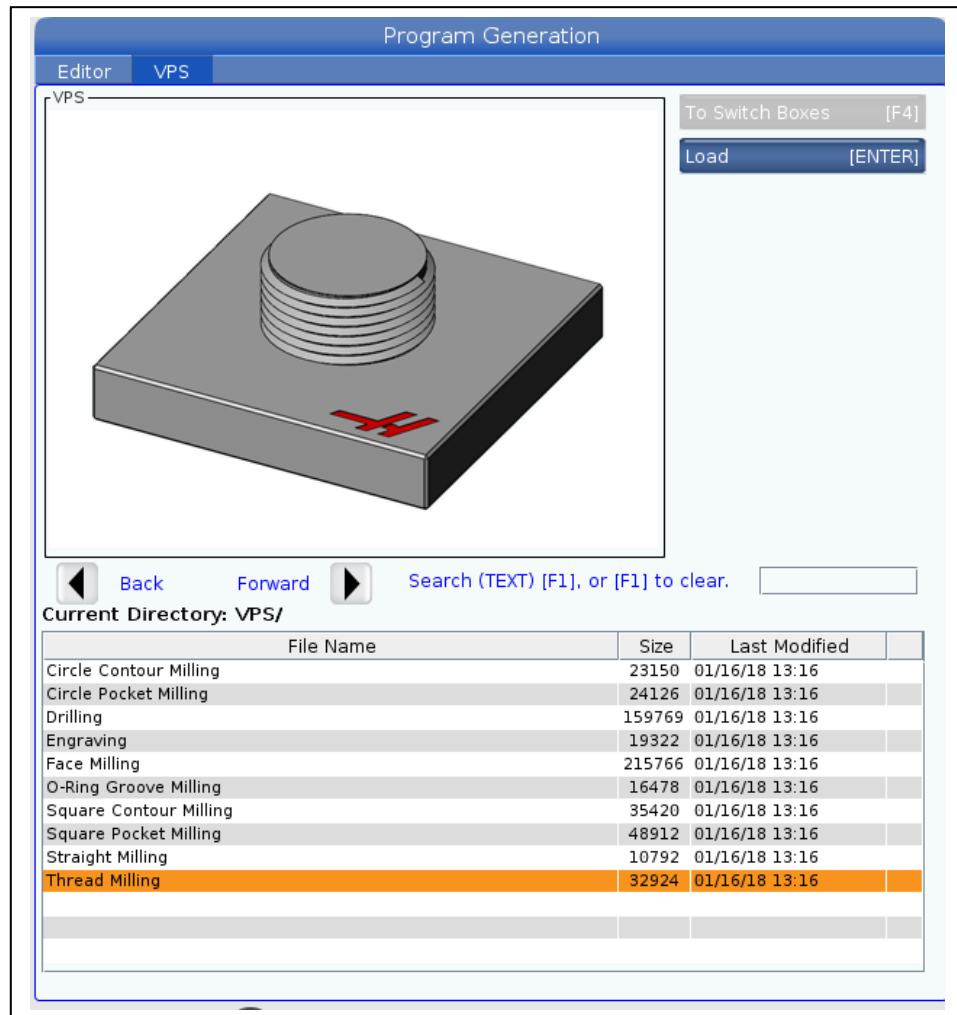 Program Generation
Editor VPS
VPS
To Switch Boxes [F4]
Load [ENTER]
Back Forward Search (TEXT) [F1], or [F1] to clear.
Current Directory: VPS/
File Name Size Last Modified
Circle Contour Milling 23150 01/16/18 13:16
Circle Pocket Milling 24126 01/16/18 13:16
Drilling 159769 01/16/18 13:16
Engraving 19322 01/16/18 13:16
Face Milling 215766 01/16/18 13:16
O-Ring Groove Milling 16478 01/16/18 13:16
Square Contour Milling 35420 01/16/18 13:16
Square Pocket Milling 48912 01/16/18 13:16
Straight Milling 10792 01/16/18 13:16
Thread Milling 32924 01/16/18 13:16